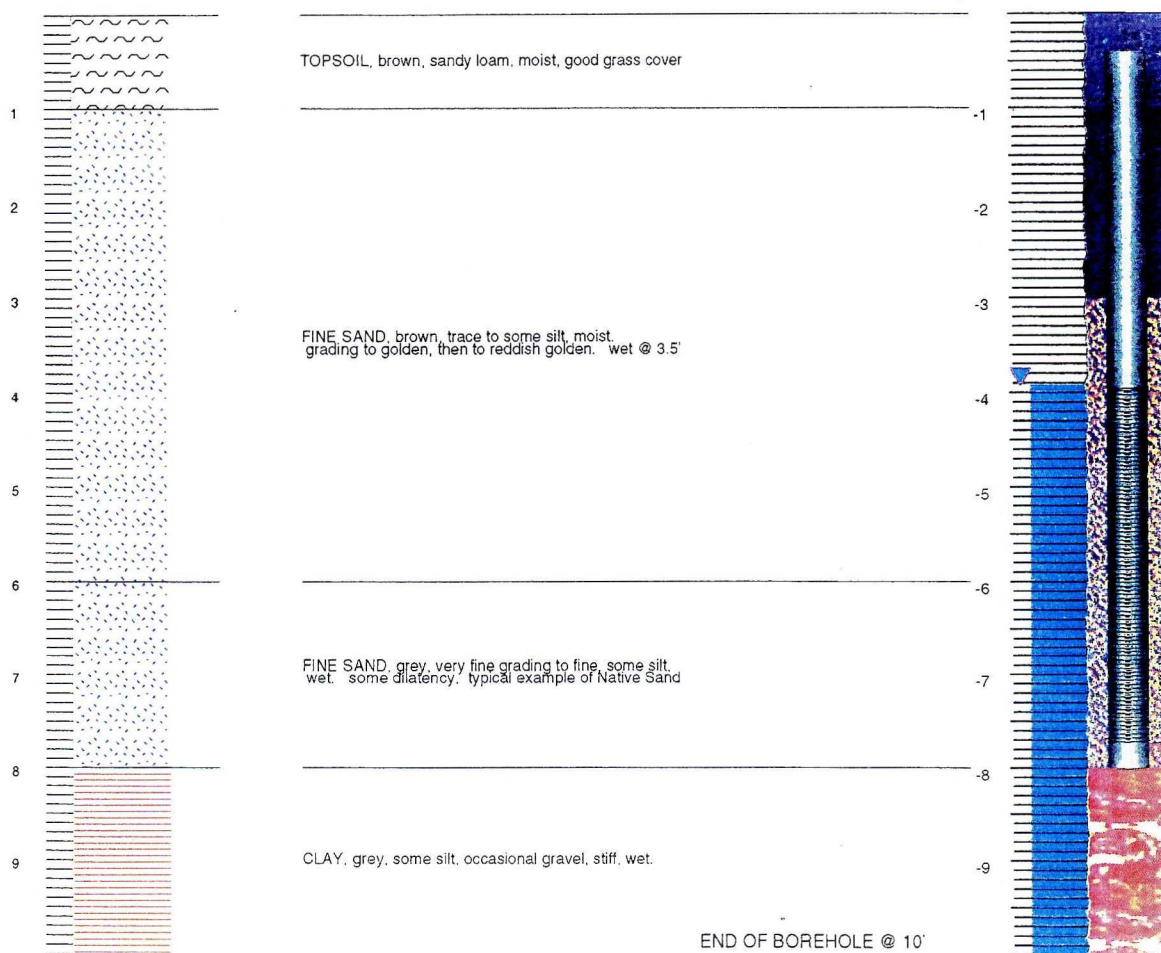 TOPSOIL, brown, sandy loam, moist, good grass cover
1 -1
2 -2
3 -3
FINE SAND, brown, trace to some silt, moist.
grading to golden, then to reddish golden. wet @ 3.5'
4 -4
5 -5
6 -6
FINE SAND, grey, very fine grading to fine, some silt,
wet. some dilatency. typical example of Native Sand
7 -7
8 -8
CLAY, grey, some silt, occasional gravel, stiff, wet.
9 -9
END OF BOREHOLE @ 10'